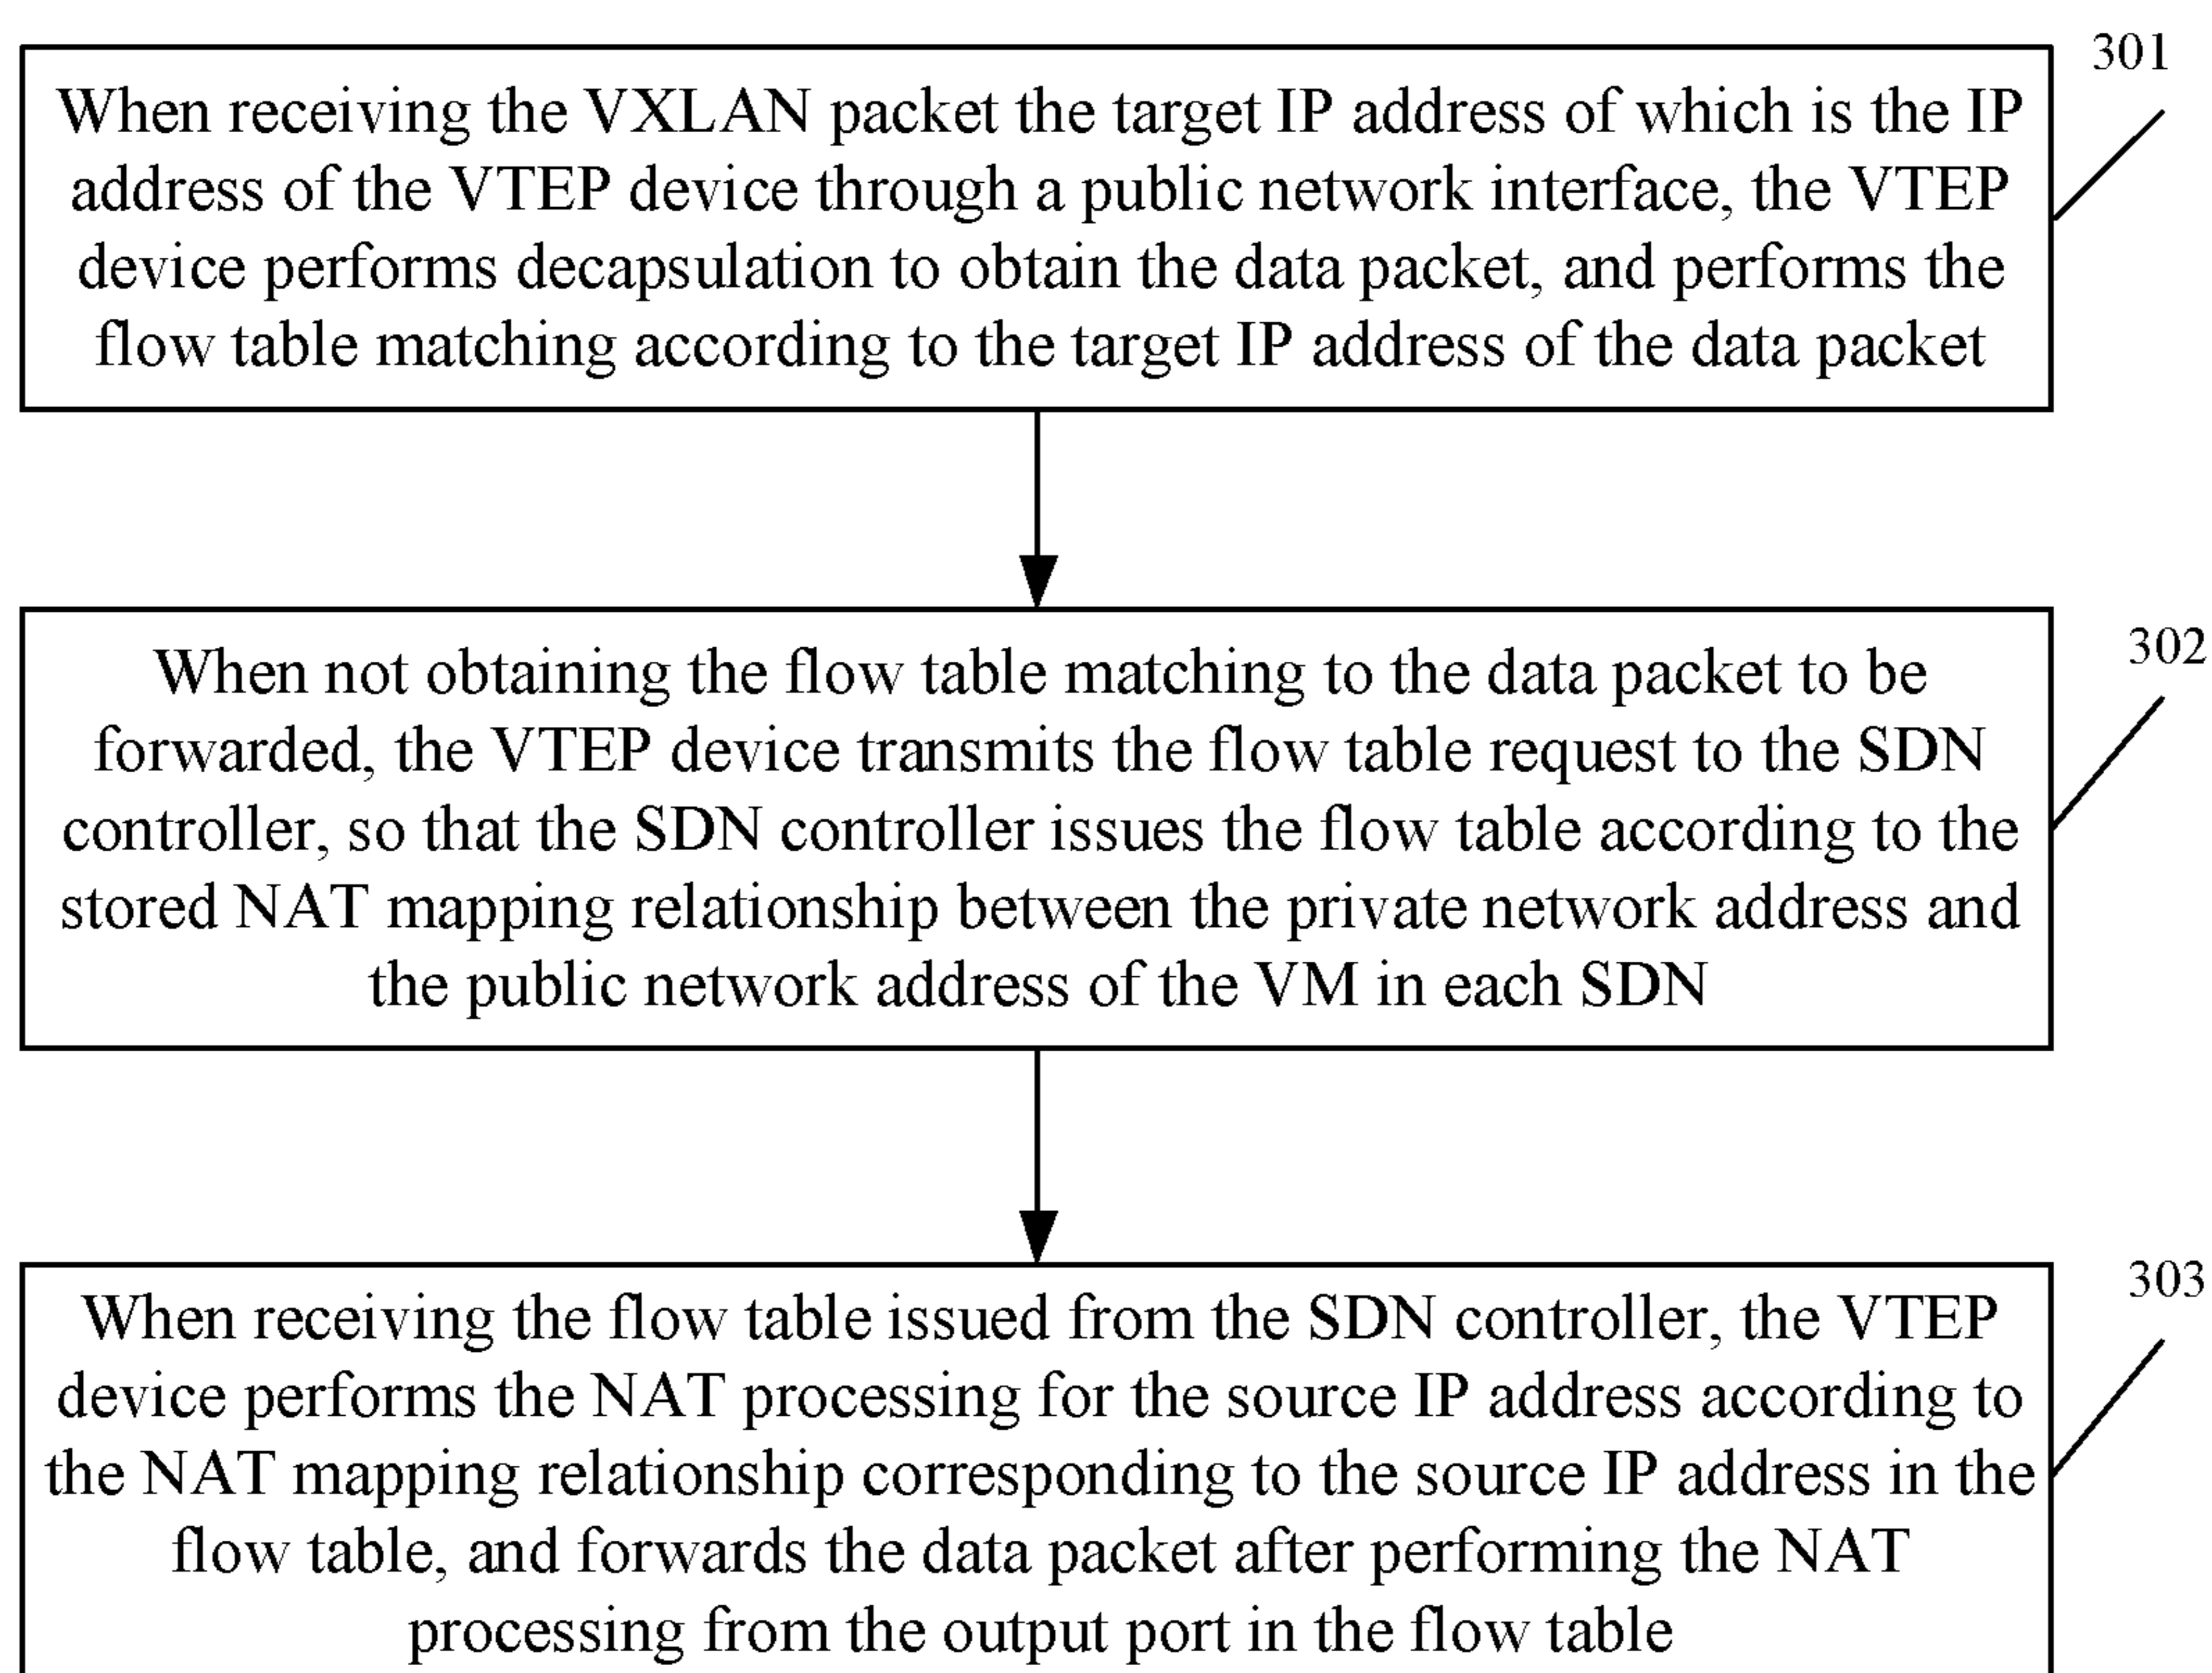 301
When receiving the VXLAN packet the target IP address of which is the IP
address of the VTEP device through a public network interface, the VTEP
device performs decapsulation to obtain the data packet, and performs the
flow table matching according to the target IP address of the data packet
302
When not obtaining the flow table matching to the data packet to be
forwarded, the VTEP device transmits the flow table request to the SDN
controller, so that the SDN controller issues the flow table according to the
stored NAT mapping relationship between the private network address and
the public network address of the VM in each SDN
303
When receiving the flow table issued from the SDN controller, the VTEP
device performs the NAT processing for the source IP address according to
the NAT mapping relationship corresponding to the source IP address in the
flow table, and forwards the data packet after performing the NAT
processing from the output port in the flow table